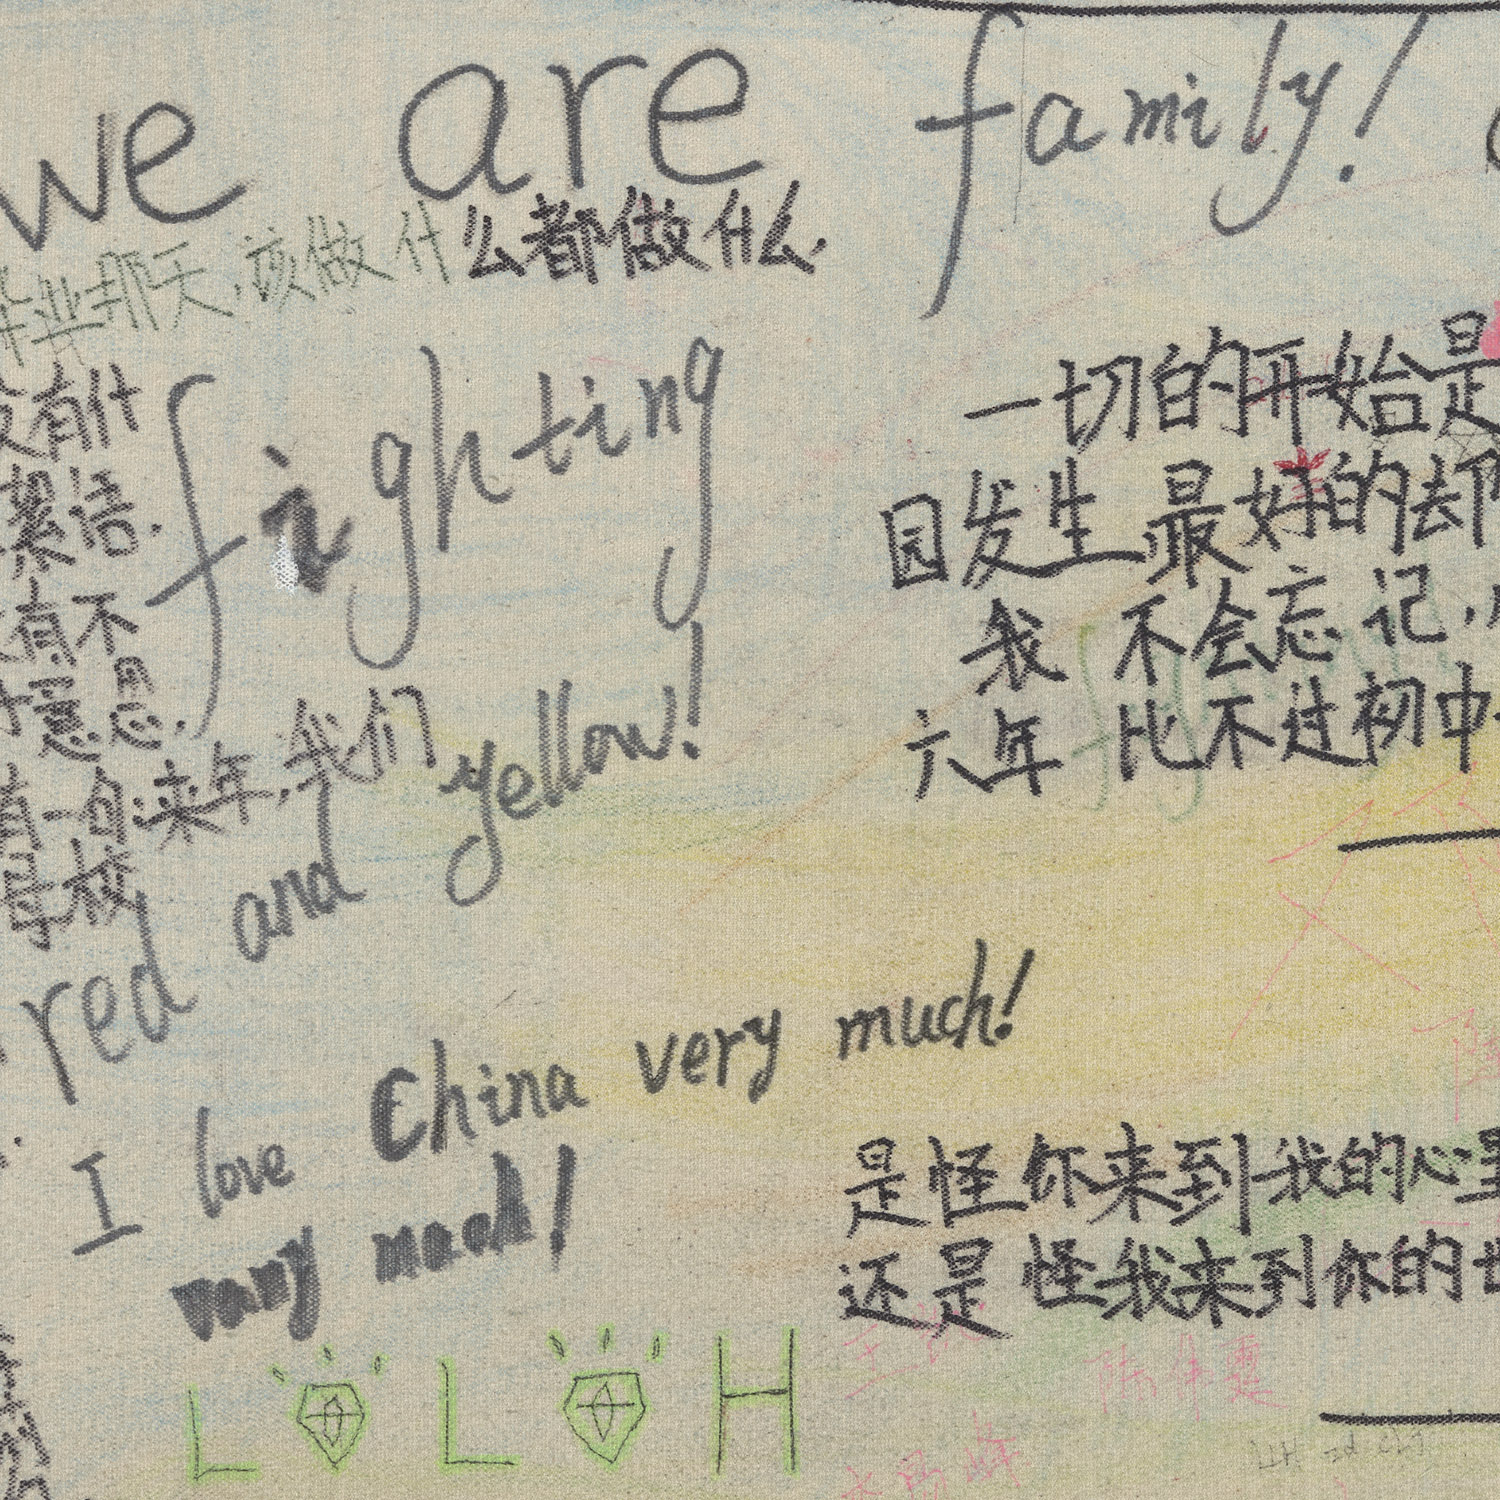 we are family!
毕业那天，该做什么都做什么.
没有什
絮语.
有不
意思.
fighting
有一句:来年,我们
母校
red and yellow!
一切的开始是
园发生最好的去
我不会忘记,
六年比不过初中
I love China very much!
very much!
是怪你来到我的心里
还是怪我来到你的世
L L H